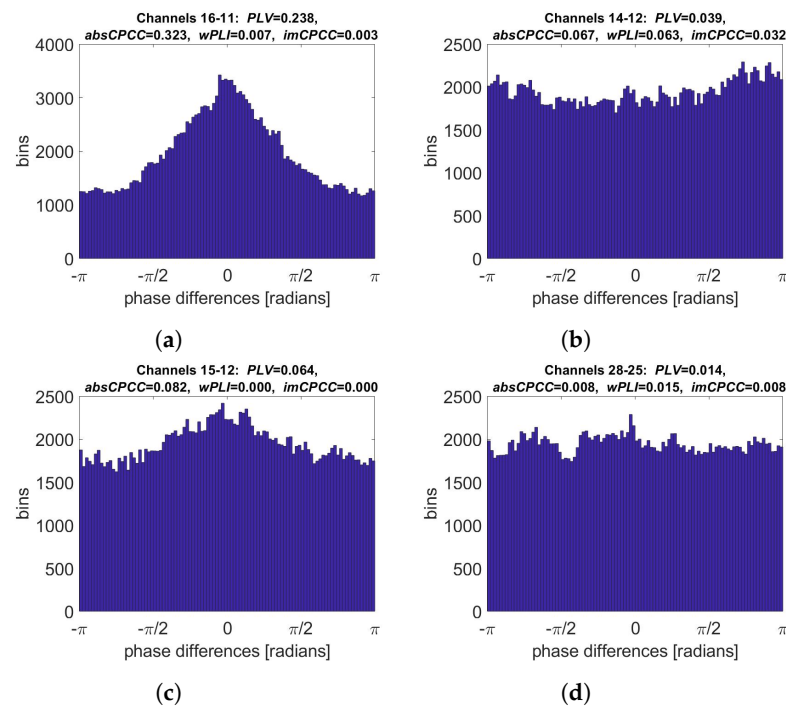 Channels 16-11: PLV=0.238,
absCPCC=0.323, wPLI=0.007, imCPCC=0.003
4000
3000
2000
1000
0
bins
-π -π/2 0 π/2 π
phase differences [radians]
(a)
Channels 14-12: PLV=0.039,
absCPCC=0.067, wPLI=0.063, imCPCC=0.032
2500
2000
1500
1000
500
0
bins
-π -π/2 0 π/2 π
phase differences [radians]
(b)
Channels 15-12: PLV=0.064,
absCPCC=0.082, wPLI=0.000, imCPCC=0.000
2500
2000
1500
1000
500
0
bins
-π -π/2 0 π/2 π
phase differences [radians]
(c)
Channels 28-25: PLV=0.014,
absCPCC=0.008, wPLI=0.015, imCPCC=0.008
2500
2000
1500
1000
500
0
bins
-π -π/2 0 π/2 π
phase differences [radians]
(d)